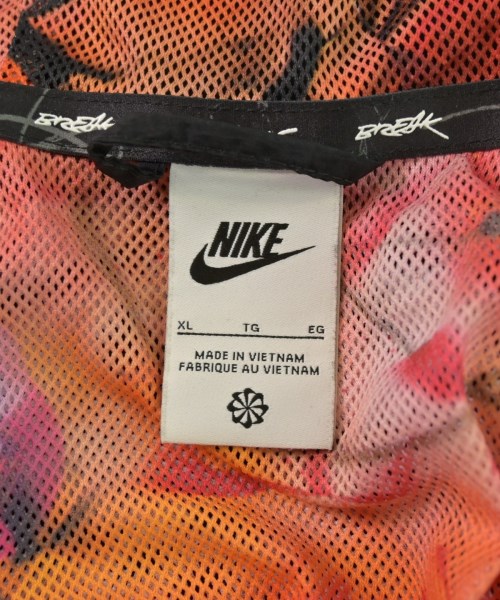 BREAK
BREAK
NIKE
XL TG EG
MADE IN VIETNAM
FABRIQUE AU VIETNAM